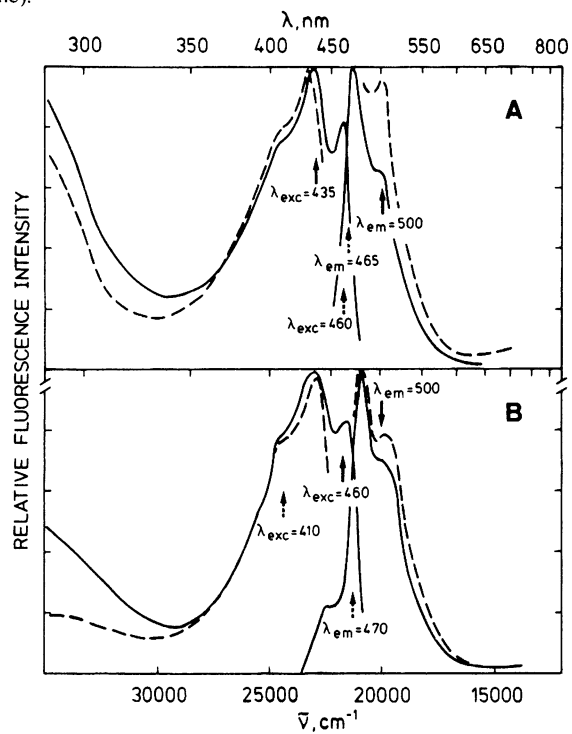 ne).
λ, nm
300 350 400 450 500 550 650 800
A
λexc=435
λem=500
λem=465
λexc=460
RELATIVE FLUORESCENCE INTENSITY
λem=500
B
λexc=460
λexc=410
λem=470
30000 25000 20000 15000
ν̄, cm⁻¹